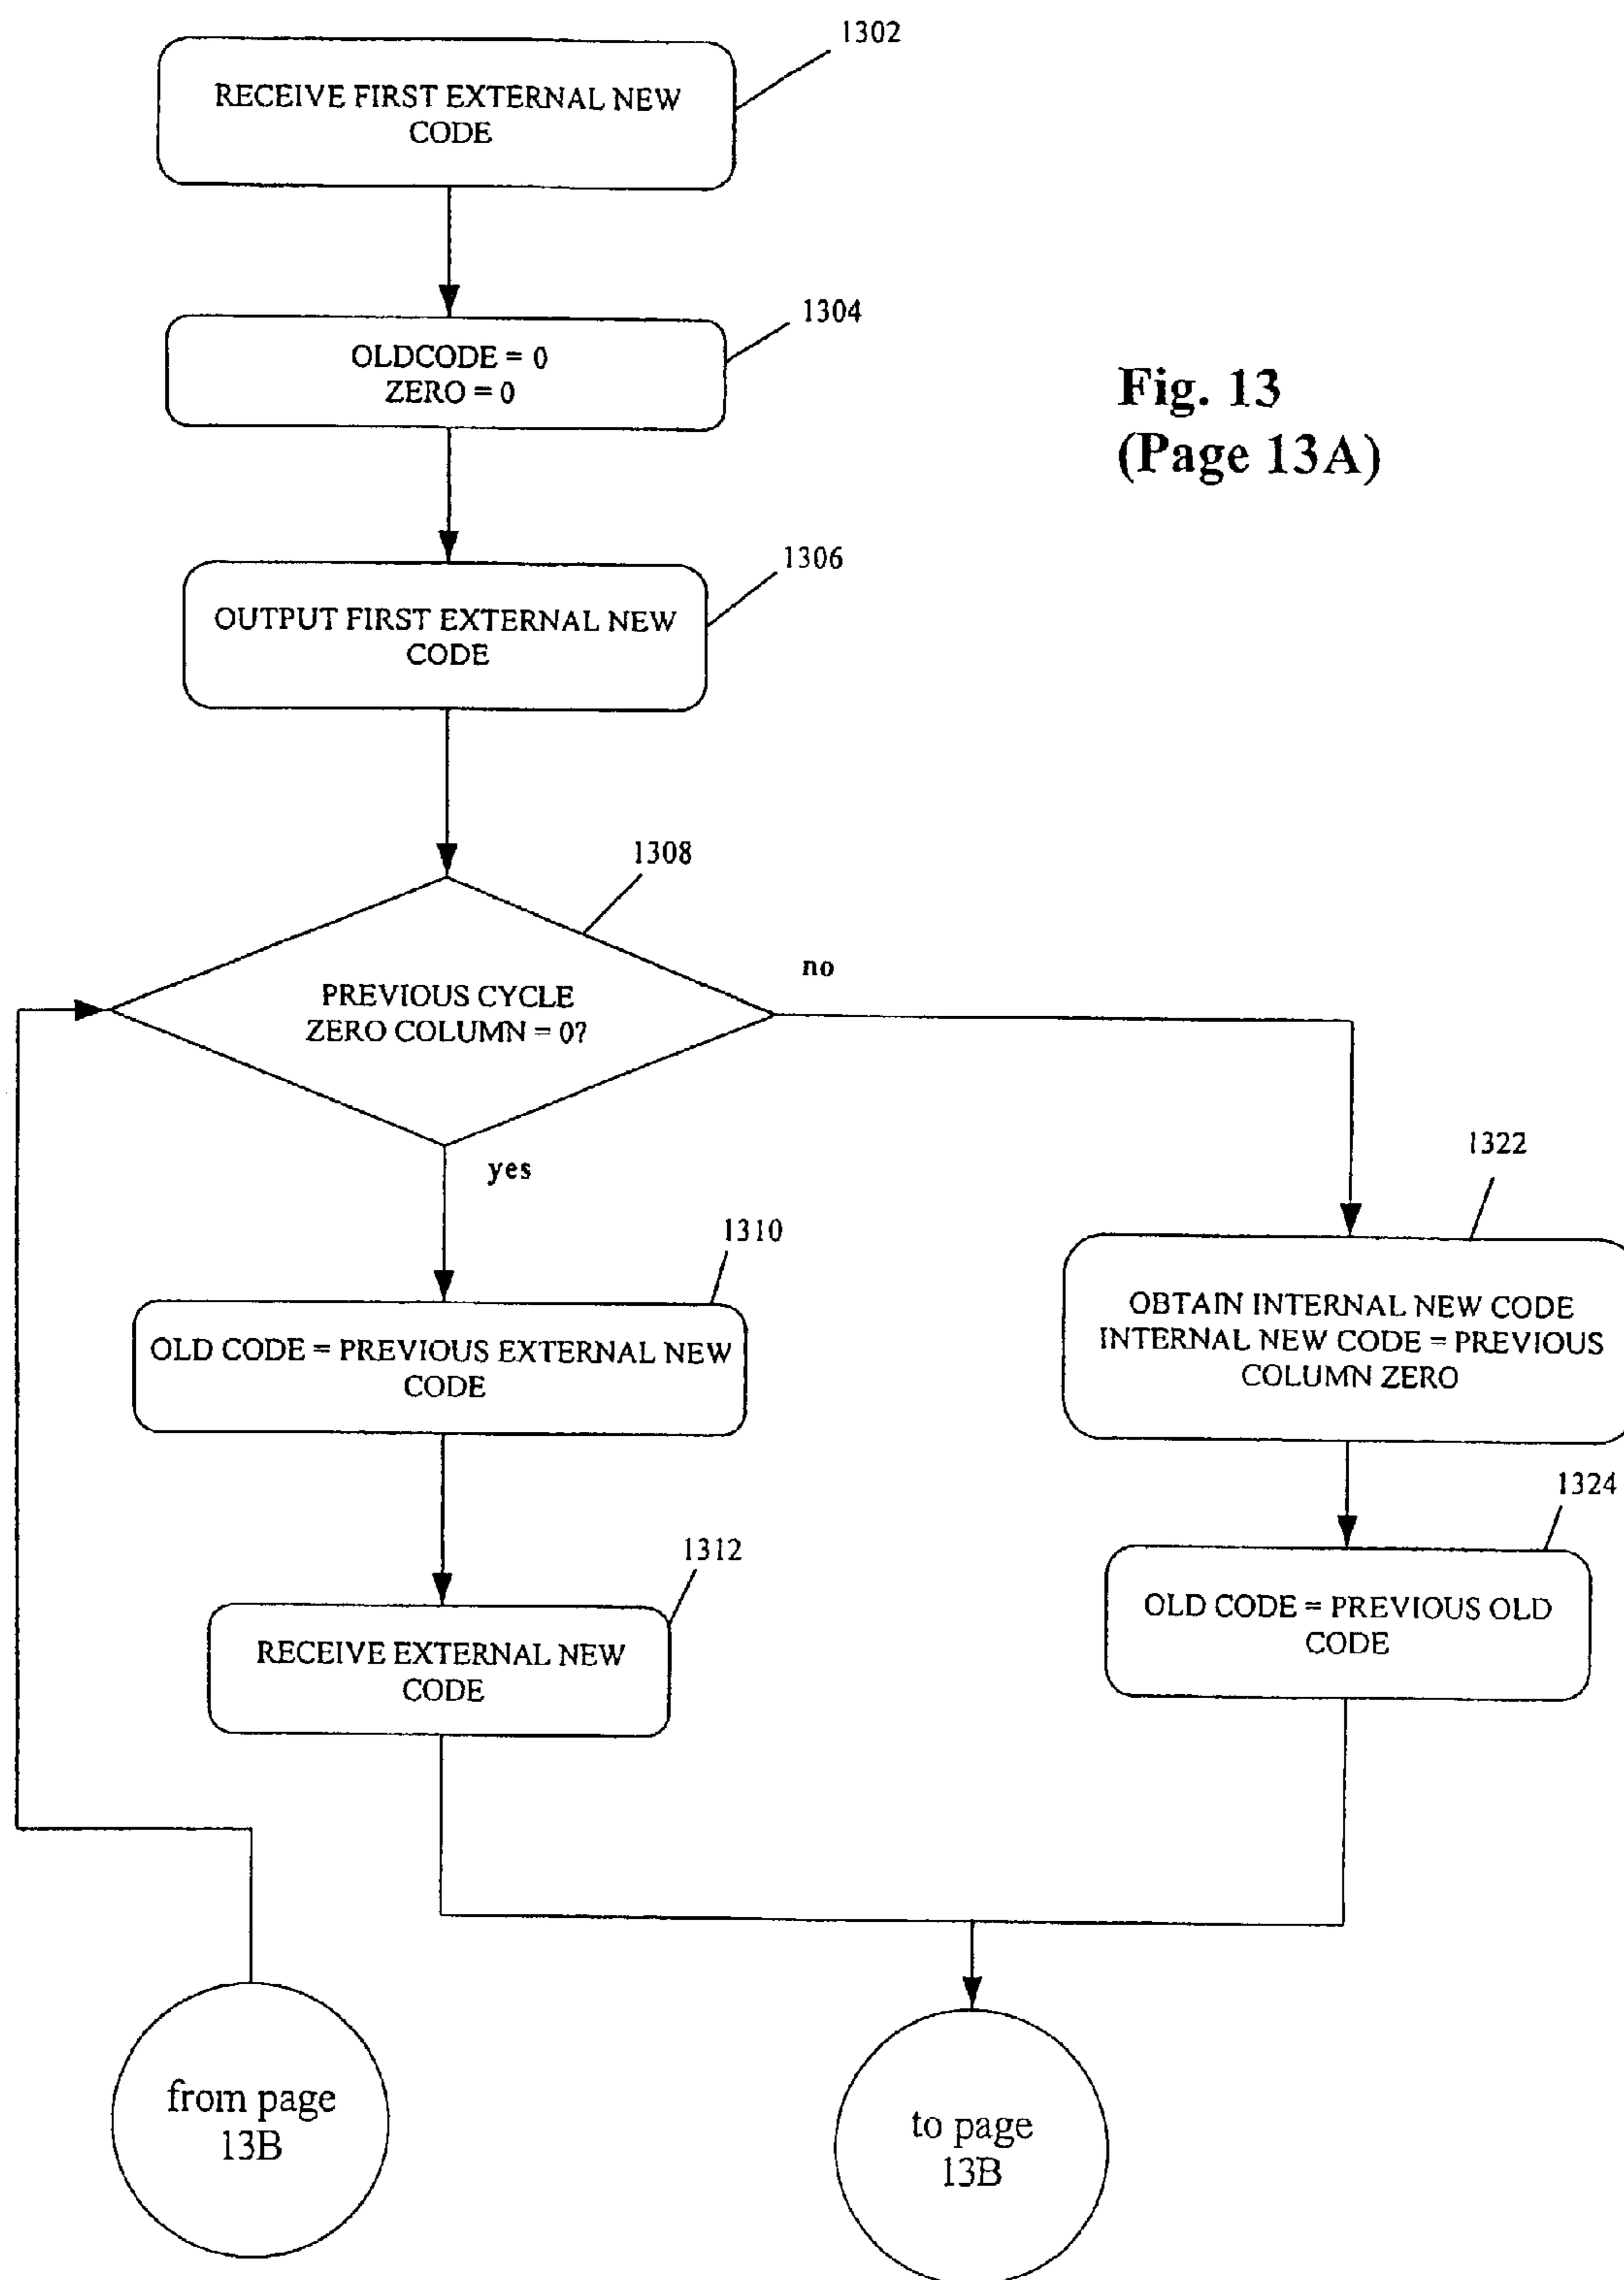 1302
RECEIVE FIRST EXTERNAL NEW
CODE
1304
OLDCODE = 0
ZERO = 0
Fig. 13
(Page 13A)
1306
OUTPUT FIRST EXTERNAL NEW
CODE
1308
no
PREVIOUS CYCLE
ZERO COLUMN = 0?
yes
1322
1310
OBTAIN INTERNAL NEW CODE
INTERNAL NEW CODE = PREVIOUS
COLUMN ZERO
OLD CODE = PREVIOUS EXTERNAL NEW
CODE
1324
1312
OLD CODE = PREVIOUS OLD
CODE
RECEIVE EXTERNAL NEW
CODE
from page
13B
to page
13B